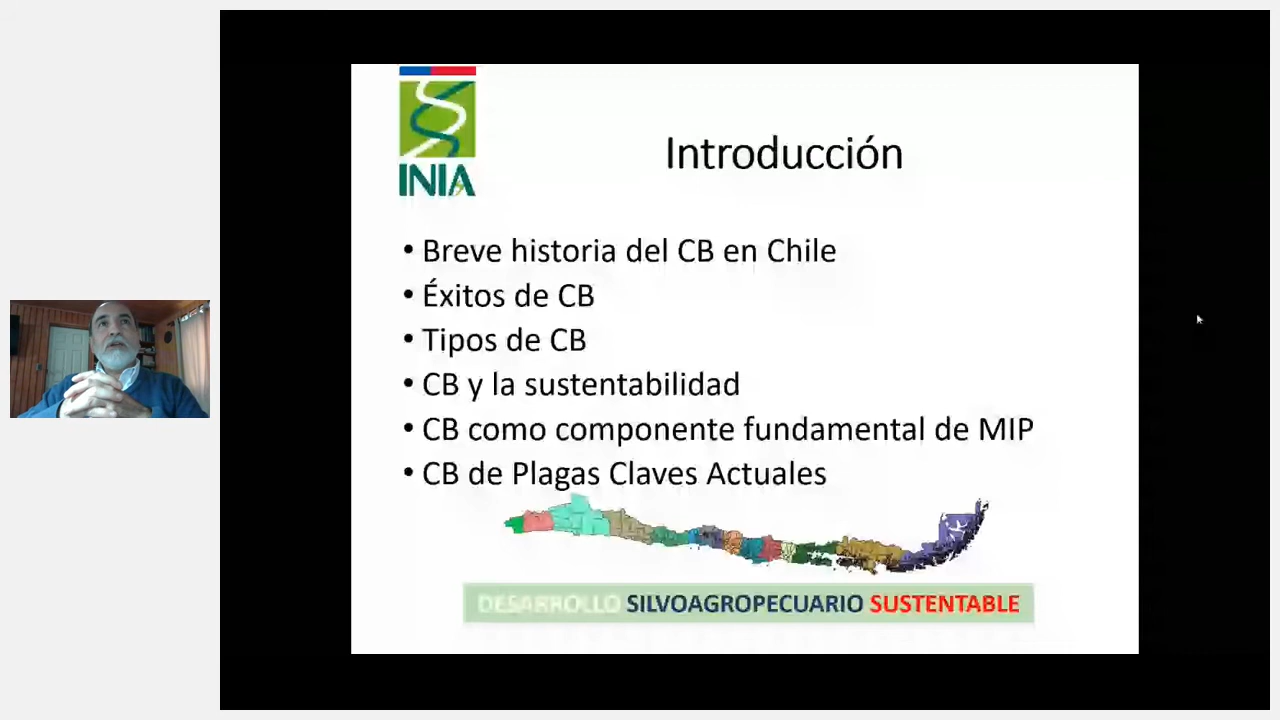 INIA
Introducción
• Breve historia del CB en Chile
• Éxitos de CB
• Tipos de CB
• CB y la sustentabilidad
• CB como componente fundamental de MIP
• CB de Plagas Claves Actuales
DESARROLLO SILVOAGROPECUARIO SUSTENTABLE